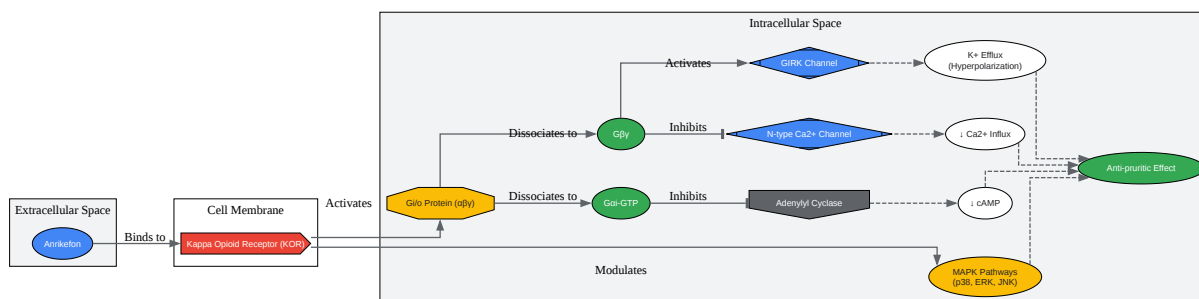 Intracellular Space
Activates
GIRK Channel
K+ Efflux
(Hyperpolarization)
Dissociates to
Gβγ
Inhibits
N-type Ca2+ Channel
↓ Ca2+ Influx
Anti-pruritic Effect
Extracellular Space
Anrikefon
Binds to
Cell Membrane
Kappa Opioid Receptor (KOR)
Activates
Gi/o Protein (αβγ)
Dissociates to
Gαi-GTP
Inhibits
Adenylyl Cyclase
↓ cAMP
Modulates
MAPK Pathways
(p38, ERK, JNK)